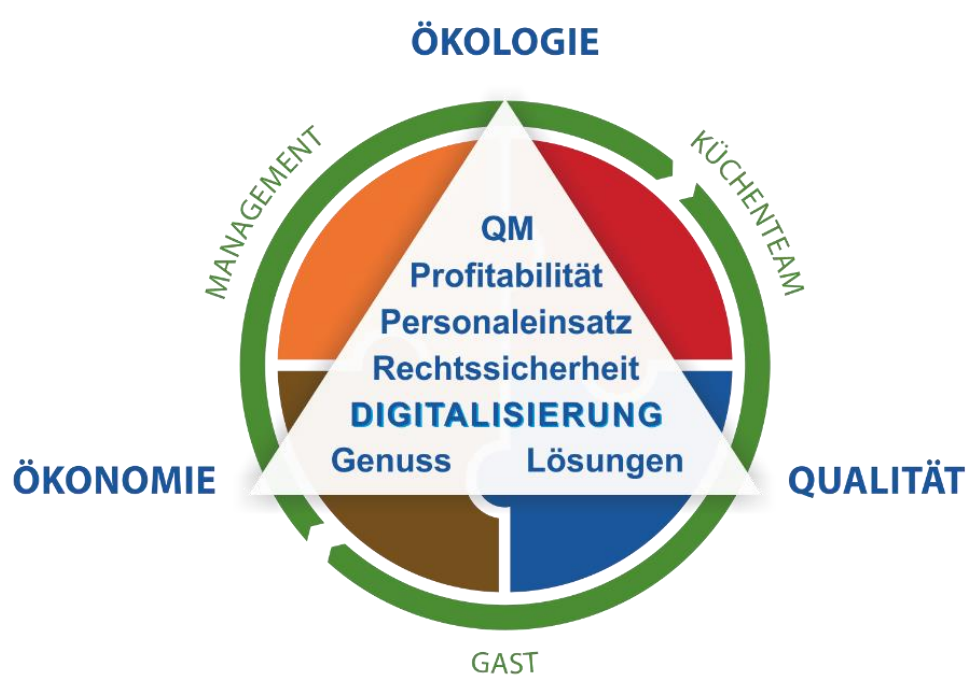 ÖKOLOGIE
MANAGEMENT
KÜCHENTEAM
QM
Profitabilität
Personaleinsatz
Rechtssicherheit
DIGITALISIERUNG
Genuss Lösungen
ÖKONOMIE
QUALITÄT
GAST